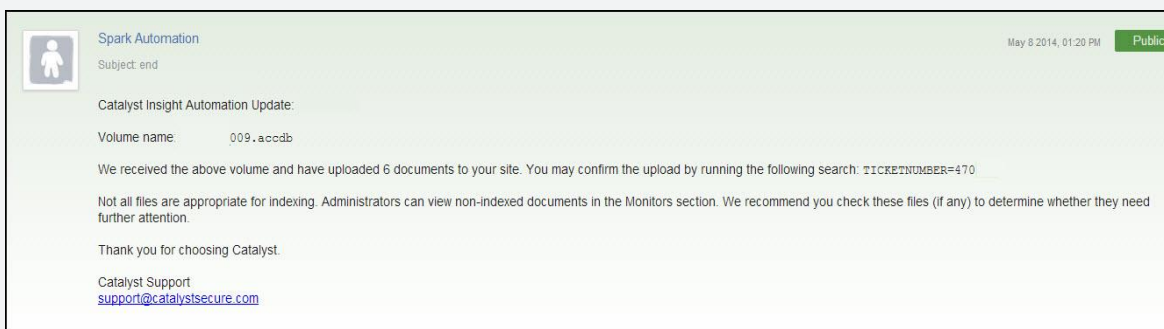 Spark Automation
May 8 2014, 01:20 PM
Public
Subject: end
Catalyst Insight Automation Update:
Volume name: 009.accdb
We received the above volume and have uploaded 6 documents to your site. You may confirm the upload by running the following search: TICKETNUMBER=470
Not all files are appropriate for indexing. Administrators can view non-indexed documents in the Monitors section. We recommend you check these files (if any) to determine whether they need
further attention.
Thank you for choosing Catalyst.
Catalyst Support
support@catalystsecure.com